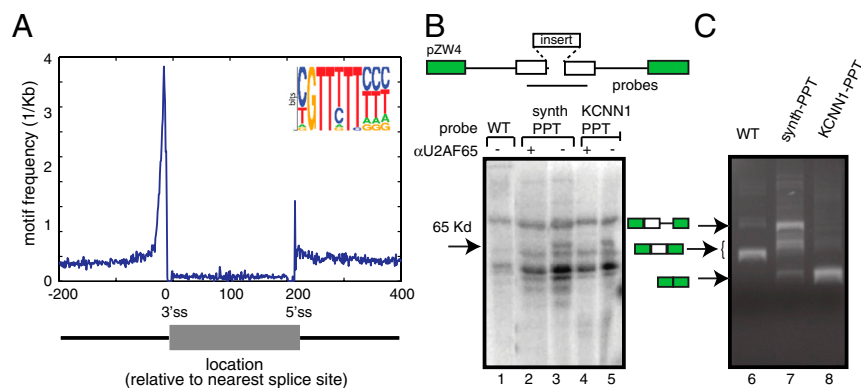 A
motif frequency (1/Kb)
4
3
2
1
0
bits
-200
0
100
200
400
3'ss
5'ss
location
(relative to nearest splice site)
B
pZW4
insert
probes
synth
KCNN1
probe WT PPT PPT
αU2AF65 - + - + -
65 Kd
1 2 3 4 5
C
WT
synth-PPT
KCNN1-PPT
6 7 8